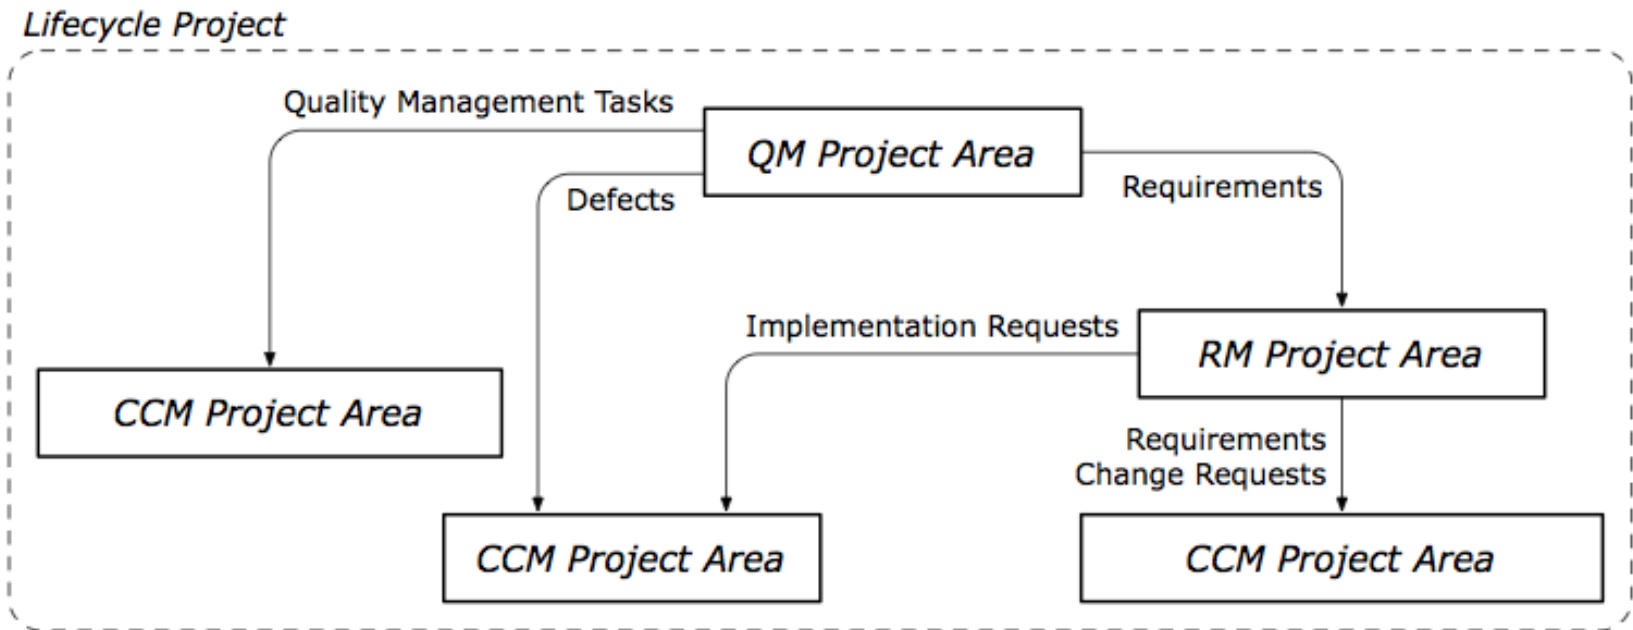 Lifecycle Project
Quality Management Tasks
QM Project Area
Defects
Requirements
Implementation Requests
RM Project Area
CCM Project Area
Requirements
Change Requests
CCM Project Area
CCM Project Area